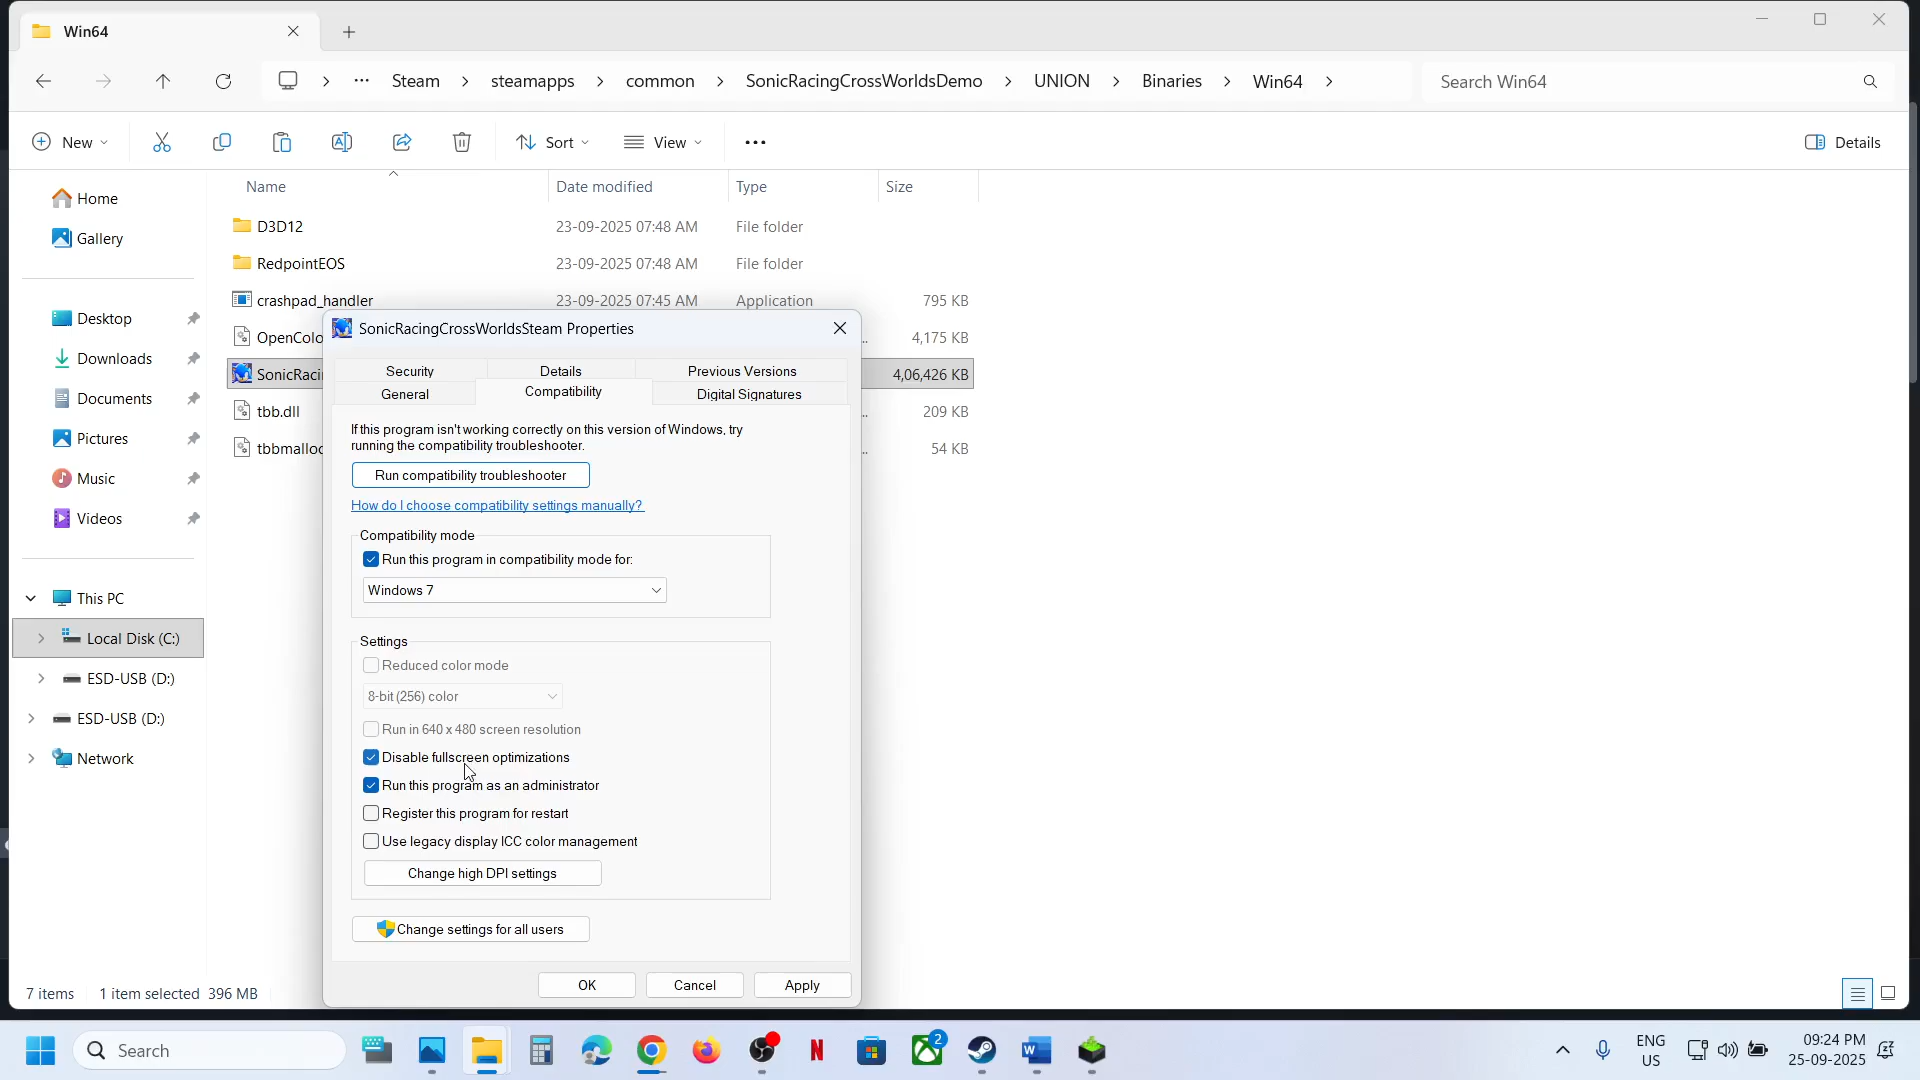 Win64
Steam
steamapps
common
SonicRacingCrossWorldsDemo
UNION
Binaries
Win64
Search Win64
New
Sort
View
Details
Name
Date modified
Type
Size
Home
Gallery
Desktop
Downloads
Documents
Pictures
Music
Videos
This PC
Local Disk (C:)
ESD-USB (D:)
ESD-USB (D:)
Network
D3D12 23-09-2025 07:48 AM File folder
RedpointEOS 23-09-2025 07:48 AM File folder
crashpad_handler 23-09-2025 07:45 AM Application 795 KB
OpenColo .. 4,175 KB
SonicRacin 4,06,426 KB
tbb.dll .. 209 KB
tbbmalloc .. 54 KB
SonicRacingCrossWorldsSteam Properties
Security
Details
Previous Versions
General
Compatibility
Digital Signatures
If this program isn't working correctly on this version of Windows, try
running the compatibility troubleshooter.
Run compatibility troubleshooter
How do I choose compatibility settings manually?
Compatibility mode
Run this program in compatibility mode for:
Windows 7
Settings
Reduced color mode
8-bit (256) color
Run in 640 x 480 screen resolution
Disable fullscreen optimizations
Run this program as an administrator
Register this program for restart
Use legacy display ICC color management
Change high DPI settings
Change settings for all users
OK
Cancel
Apply
7 items
1 item selected 396 MB
Search
2
ENG
US
09:24 PM
25-09-2025